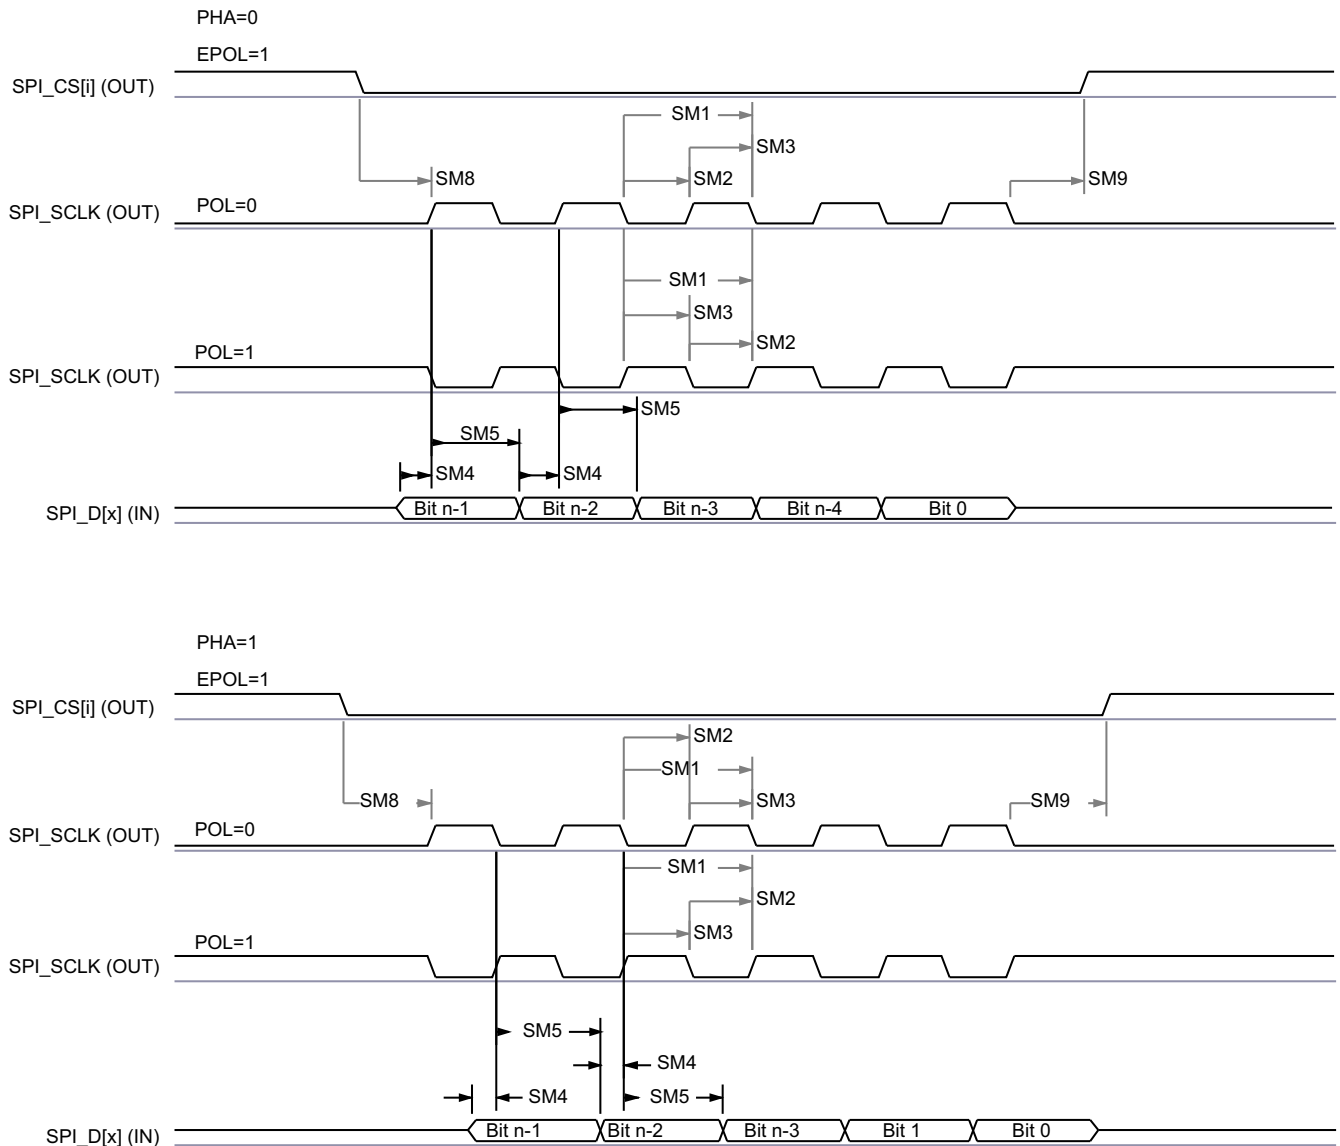 PHA=0
EPOL=1
SPI_CS[i] (OUT)
SM1
SM3
SM8
SM2
SM9
SPI_SCLK (OUT)
POL=0
SM1
SM3
SM2
POL=1
SPI_SCLK (OUT)
SM5
SM5
SM4
SM4
SPI_D[x] (IN)
Bit n-1
Bit n-2
Bit n-3
Bit n-4
Bit 0
PHA=1
EPOL=1
SPI_CS[i] (OUT)
SM2
SM1
SM8
SM3
SM9
SPI_SCLK (OUT)
POL=0
SM1
SM2
SM3
POL=1
SPI_SCLK (OUT)
SM5
SM4
SM4
SM5
SPI_D[x] (IN)
Bit n-1
Bit n-2
Bit n-3
Bit 1
Bit 0